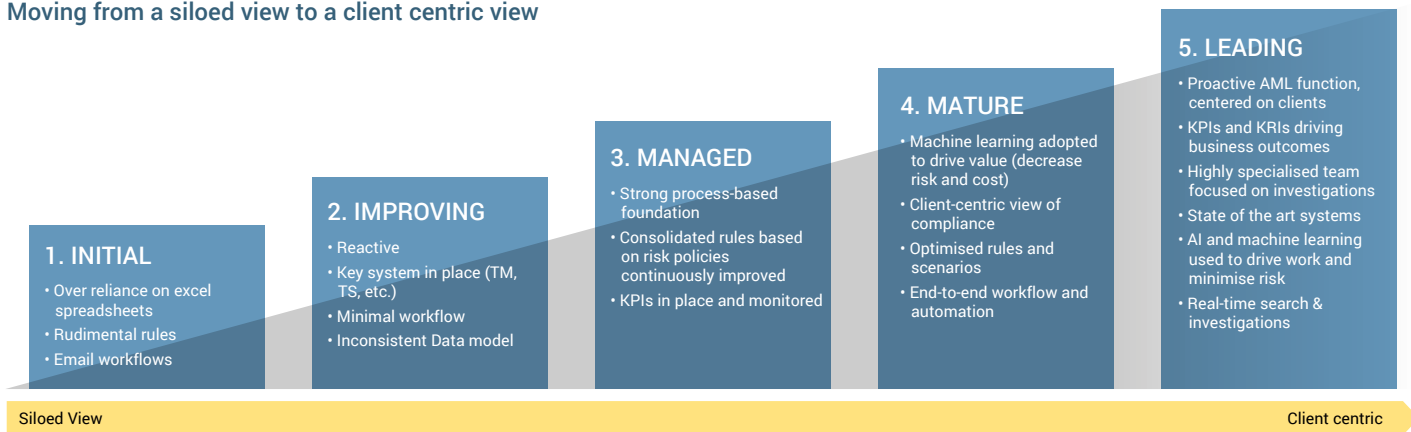 Moving from a siloed view to a client centric view
1. INITIAL
• Over reliance on excel
spreadsheets
• Rudimental rules
• Email workflows
2. IMPROVING
• Reactive
• Key system in place (TM,
TS, etc.)
• Minimal workflow
• Inconsistent Data model
3. MANAGED
• Strong process-based
foundation
• Consolidated rules based
on risk policies
continuously improved
• KPIs in place and monitored
4. MATURE
• Machine learning adopted
to drive value (decrease
risk and cost)
• Client-centric view of
compliance
• Optimised rules and
scenarios
• End-to-end workflow and
automation
5. LEADING
• Proactive AML function,
centered on clients
• KPIs and KRIs driving
business outcomes
• Highly specialised team
focused on investigations
• State of the art systems
• AI and machine learning
used to drive work and
minimise risk
• Real-time search &
investigations
Siloed View
Client centric